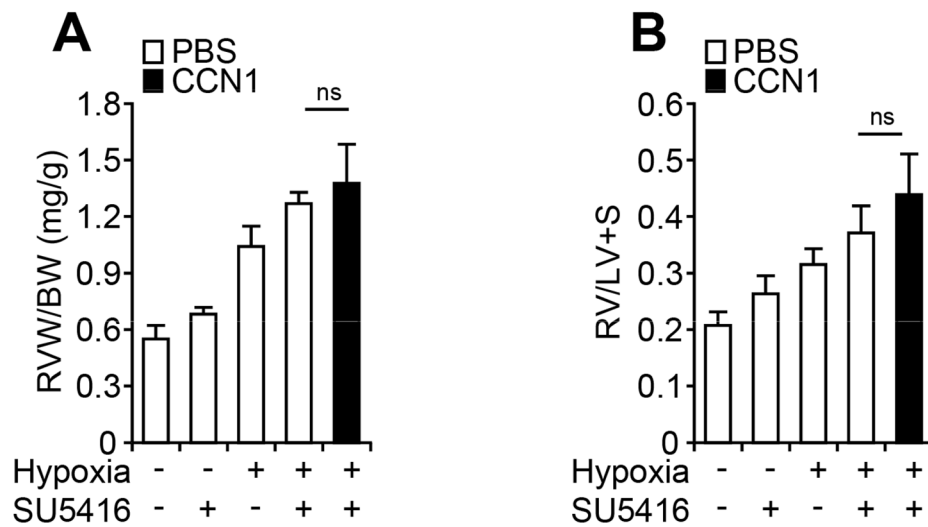 A
PBS
CCN1
ns
1.8
1.5
1.2
0.9
0.6
0.3
0
RVW/BW (mg/g)
Hypoxia - - + + +
SU5416 - + - + +
B
PBS
CCN1
ns
0.6
0.5
0.4
0.3
0.2
0.1
0
RV/LV+S
Hypoxia - - + + +
SU5416 - + - + +